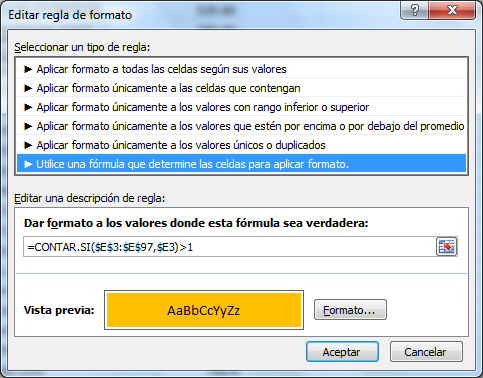 Editar regla de formato
Seleccionar un tipo de regla:
► Aplicar formato a todas las celdas según sus valores
► Aplicar formato únicamente a las celdas que contengan
► Aplicar formato únicamente a los valores con rango inferior o superior
► Aplicar formato únicamente a los valores que estén por encima o por debajo del promedio
► Aplicar formato únicamente a los valores únicos o duplicados
► Utilice una fórmula que determine las celdas para aplicar formato.
Editar una descripción de regla:
Dar formato a los valores donde esta fórmula sea verdadera:
=CONTAR.SI($E$3:$E$97,$E3)>1
Vista previa:
AaBbCcYyZz
Formato...
Aceptar
Cancelar